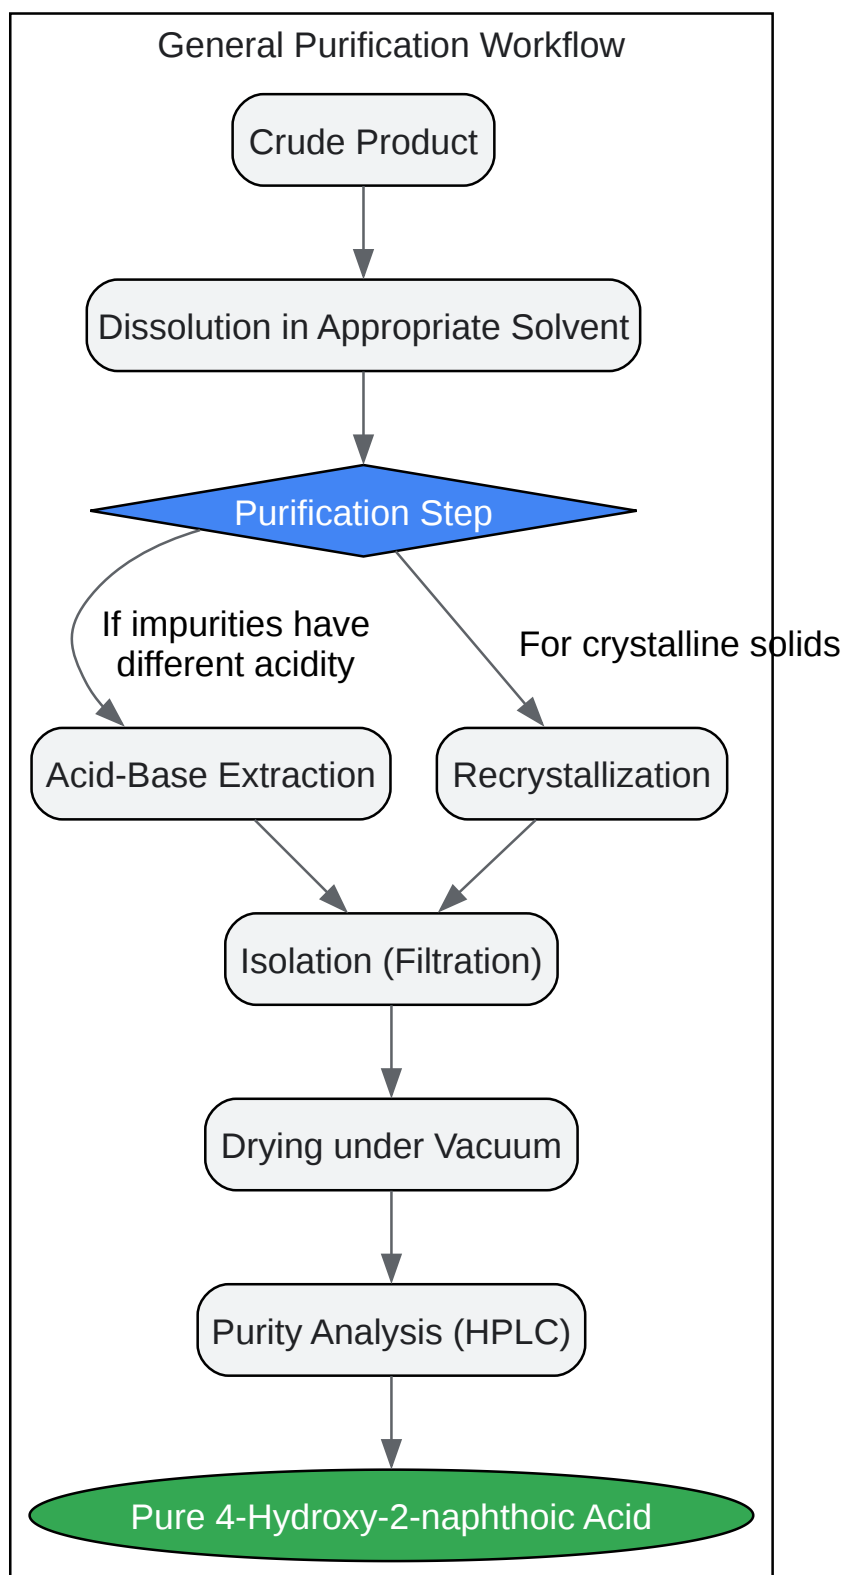 General Purification Workflow
Crude Product
Dissolution in Appropriate Solvent
Purification Step
If impurities have
different acidity
For crystalline solids
Acid-Base Extraction
Recrystallization
Isolation (Filtration)
Drying under Vacuum
Purity Analysis (HPLC)
Pure 4-Hydroxy-2-naphthoic Acid